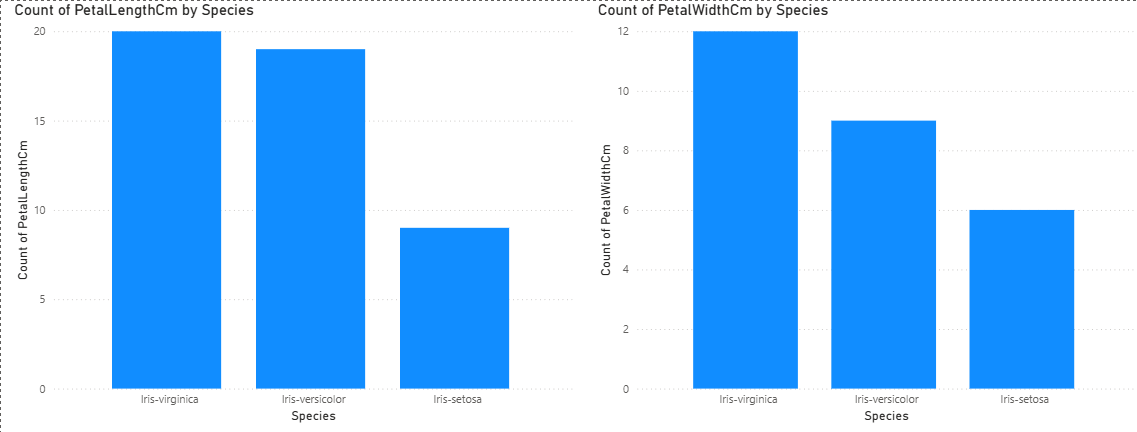 Count of PetalLengthCm by Species
20
15
10
5
0
Count of PetalLengthCm
Iris-virginica
Iris-versicolor
Iris-setosa
Species
Count of PetalWidthCm by Species
12
10
8
6
4
2
0
Count of PetalWidthCm
Iris-virginica
Iris-versicolor
Iris-setosa
Species